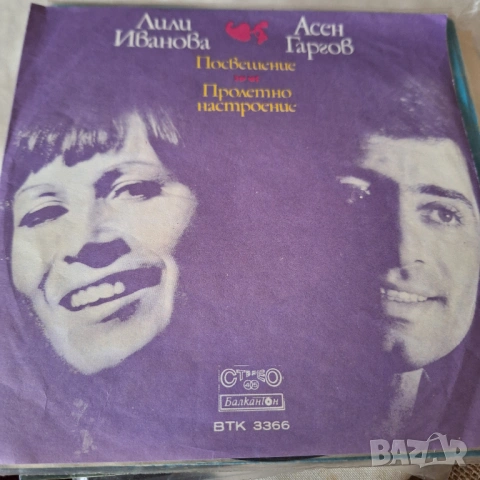 Лили
Иванова
Асен
Гаргов
Посвещение
Пролетно
настроение
СТЕРЕО
Балкантон
ВТК 3366
BAZAR